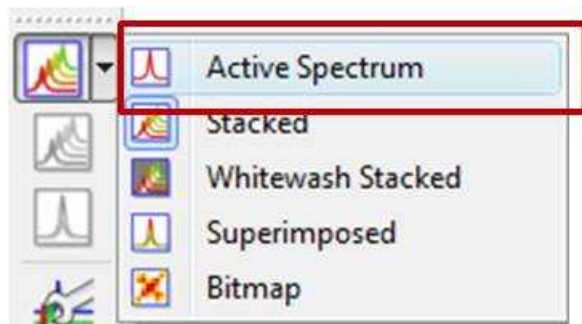 Active Spectrum
Stacked
Whitewash Stacked
Superimposed
Bitmap